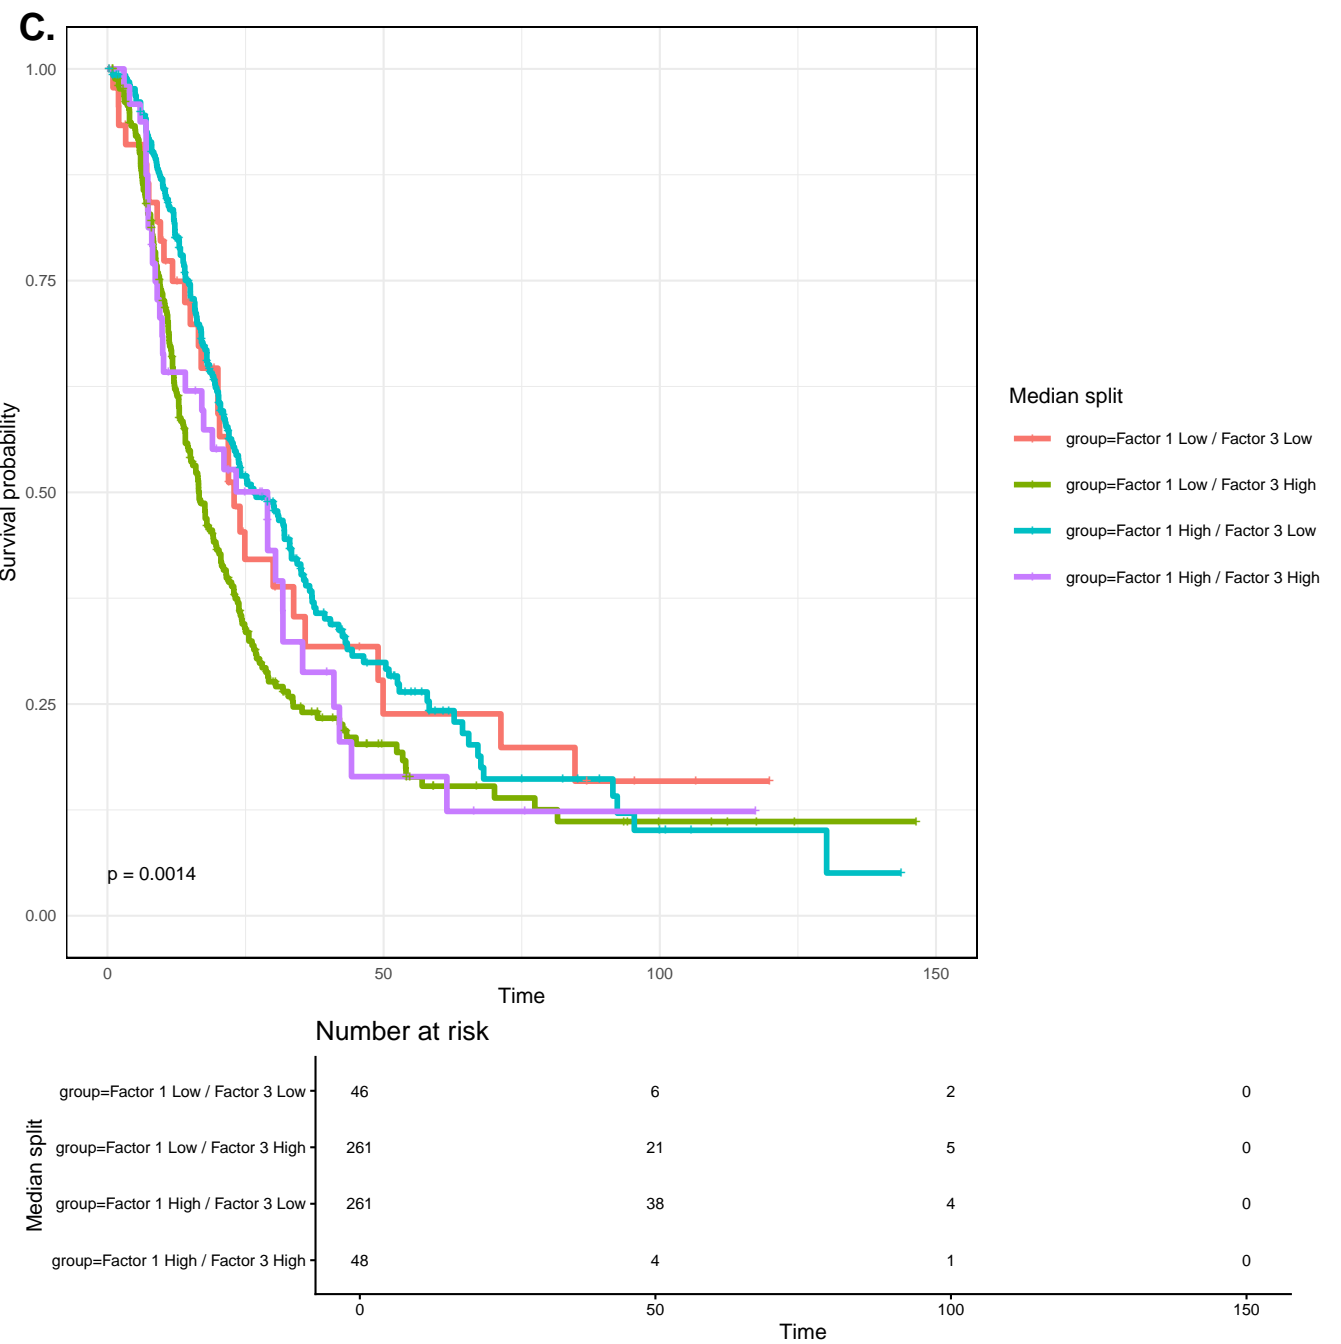 C.
1.00
0.75
0.50
0.25
0.00
Survival probability
p = 0.0014
0 50 100 150
Time
Median split
group=Factor 1 Low / Factor 3 Low
group=Factor 1 Low / Factor 3 High
group=Factor 1 High / Factor 3 Low
group=Factor 1 High / Factor 3 High
Number at risk
Median split
group=Factor 1 Low / Factor 3 Low 46 6 2 0
group=Factor 1 Low / Factor 3 High 261 21 5 0
group=Factor 1 High / Factor 3 Low 261 38 4 0
group=Factor 1 High / Factor 3 High 48 4 1 0
0 50 100 150
Time